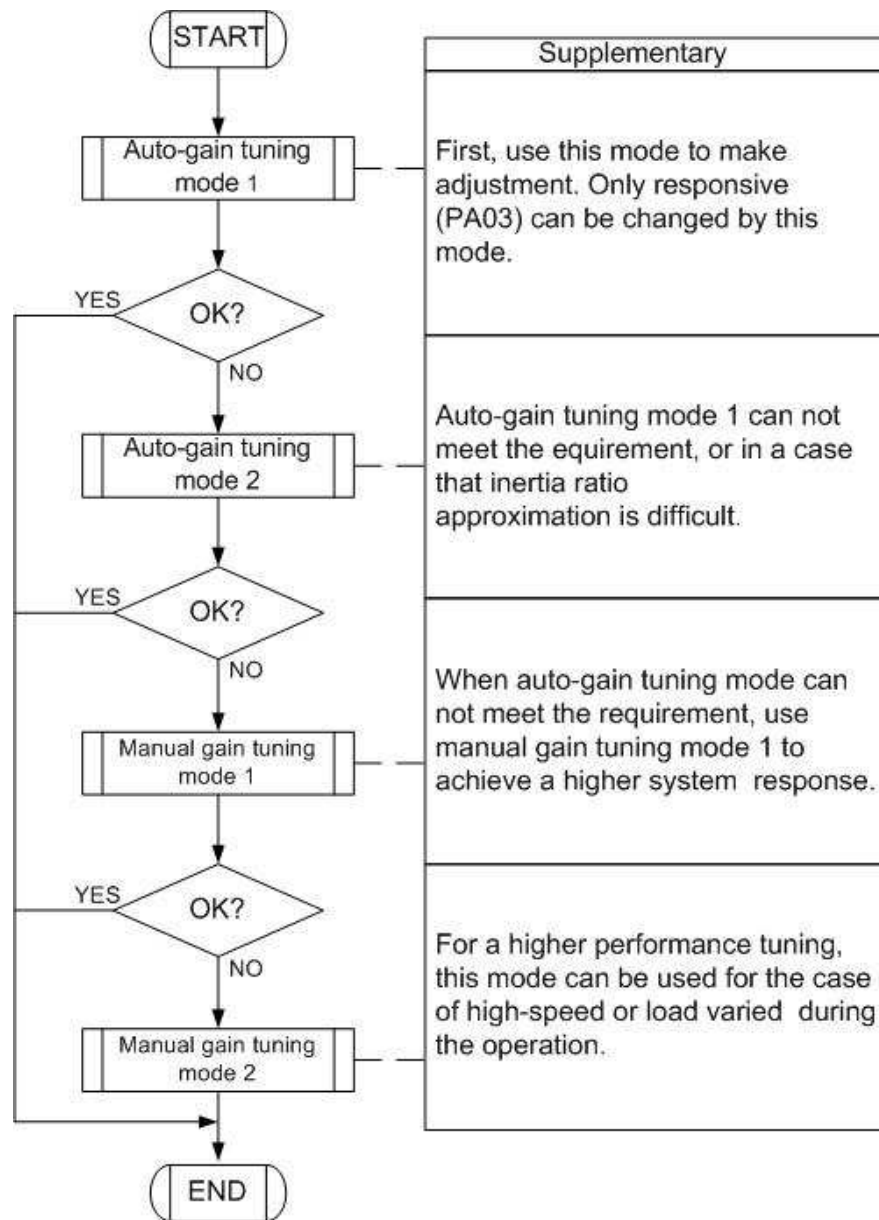 START
Supplementary
Auto-gain tuning
mode 1
First, use this mode to make
adjustment. Only responsive
(PA03) can be changed by this
mode.
YES
OK?
NO
Auto-gain tuning
mode 2
Auto-gain tuning mode 1 can not
meet the equirement, or in a case
that inertia ratio
approximation is difficult.
YES
OK?
NO
Manual gain tuning
mode 1
When auto-gain tuning mode can
not meet the requirement, use
manual gain tuning mode 1 to
achieve a higher system response.
YES
OK?
NO
Manual gain tuning
mode 2
For a higher performance tuning,
this mode can be used for the case
of high-speed or load varied during
the operation.
END